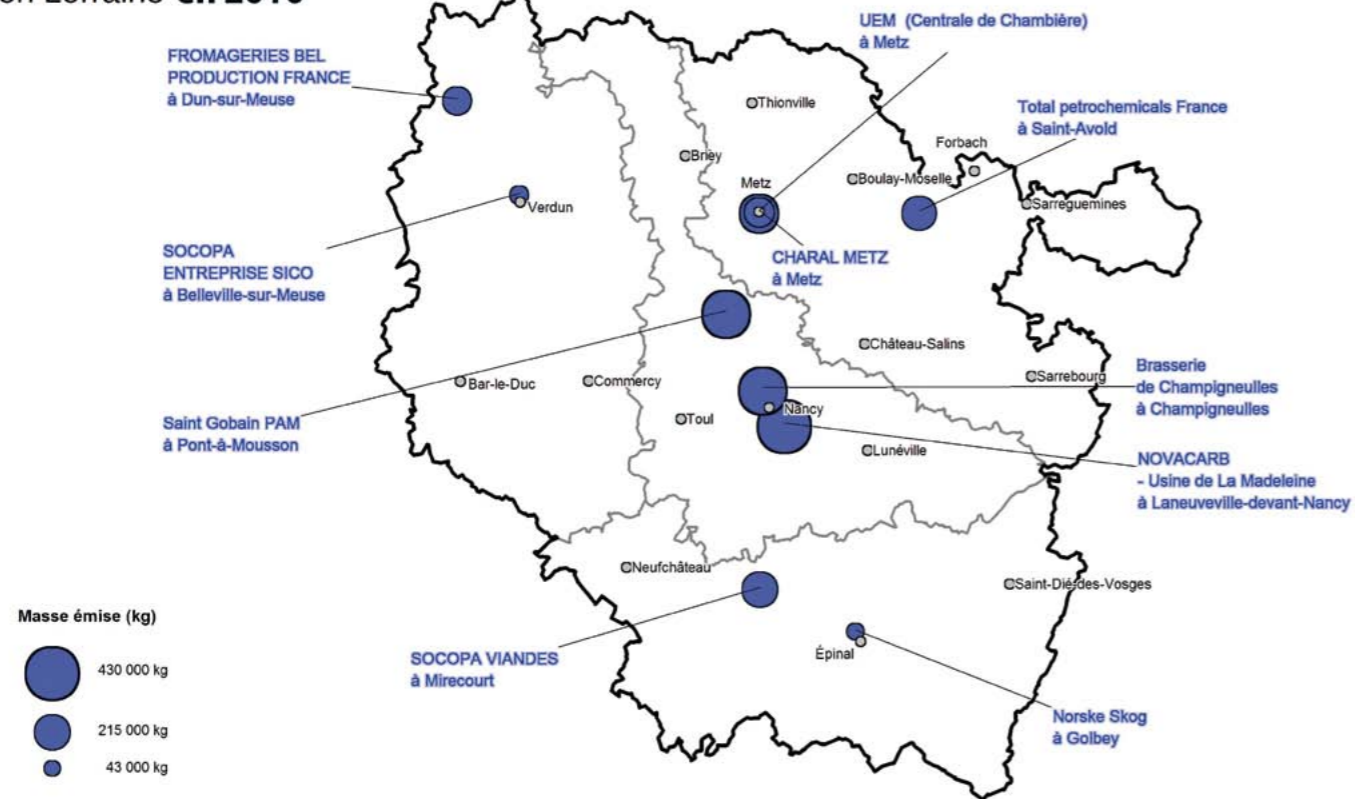 en Lorraine en 2010
FROMAGERIES BEL
PRODUCTION FRANCE
à Dun-sur-Meuse
UEM (Centrale de Chambière)
à Metz
Total petrochemicals France
à Saint-Avold
Thionville
Forbach
Briey
Boulay-Moselle
Metz
Sarreguemines
Verdun
SOCOPA
ENTREPRISE SICO
à Belleville-sur-Meuse
CHARAL METZ
à Metz
Château-Salins
Sarrebourg
Brasserie
de Champigneulles
à Champigneulles
Bar-le-Duc
Commercy
Nancy
Toul
Saint Gobain PAM
à Pont-à-Mousson
Lunéville
NOVACARB
- Usine de La Madeleine
à Laneuveville-devant-Nancy
Neufchâteau
Saint-Dié-des-Vosges
Masse émise (kg)
430 000 kg
215 000 kg
43 000 kg
Épinal
SOCOPA VIANDES
à Mirecourt
Norske Skog
à Golbey